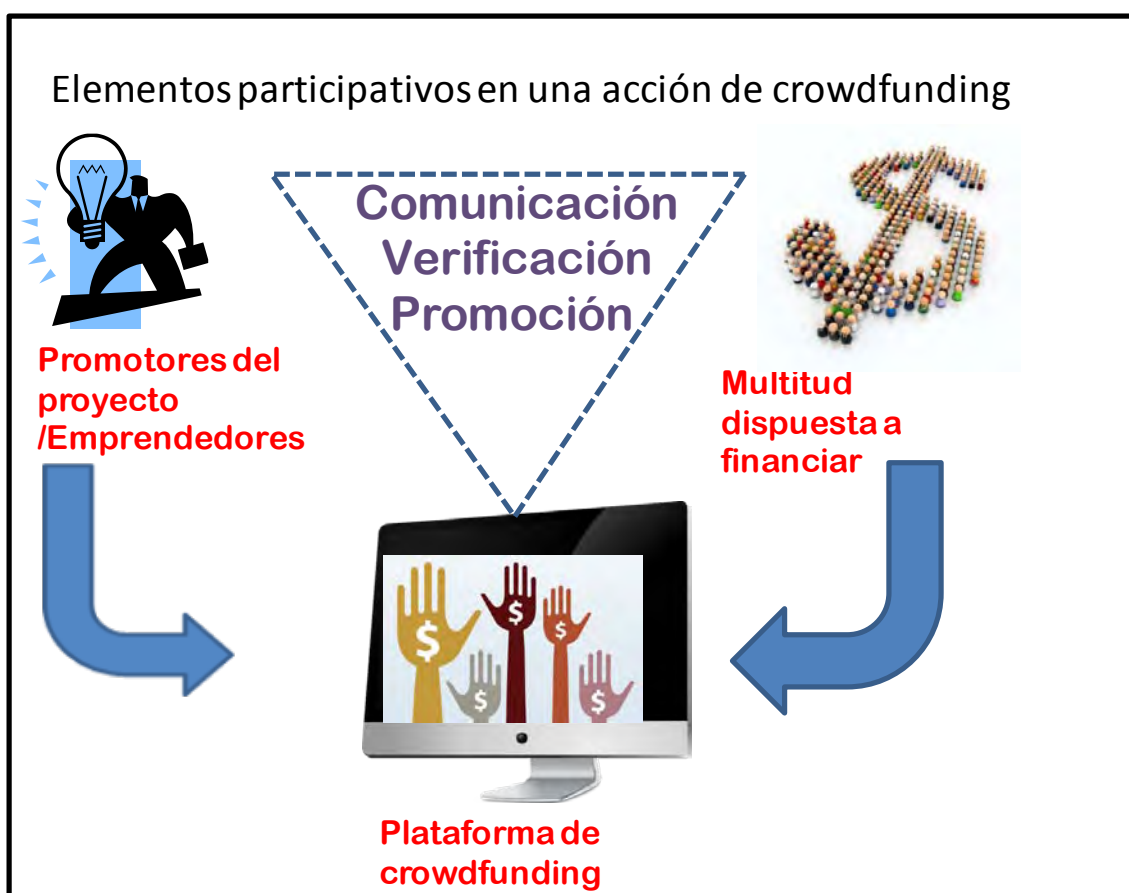 Elementos participativos en una acción de crowdfunding
Comunicación
Verificación
Promoción
Promotores del
proyecto
/Emprendedores
Multitud
dispuesta a
financiar
$
$
$
$
$
Plataforma de
crowdfunding